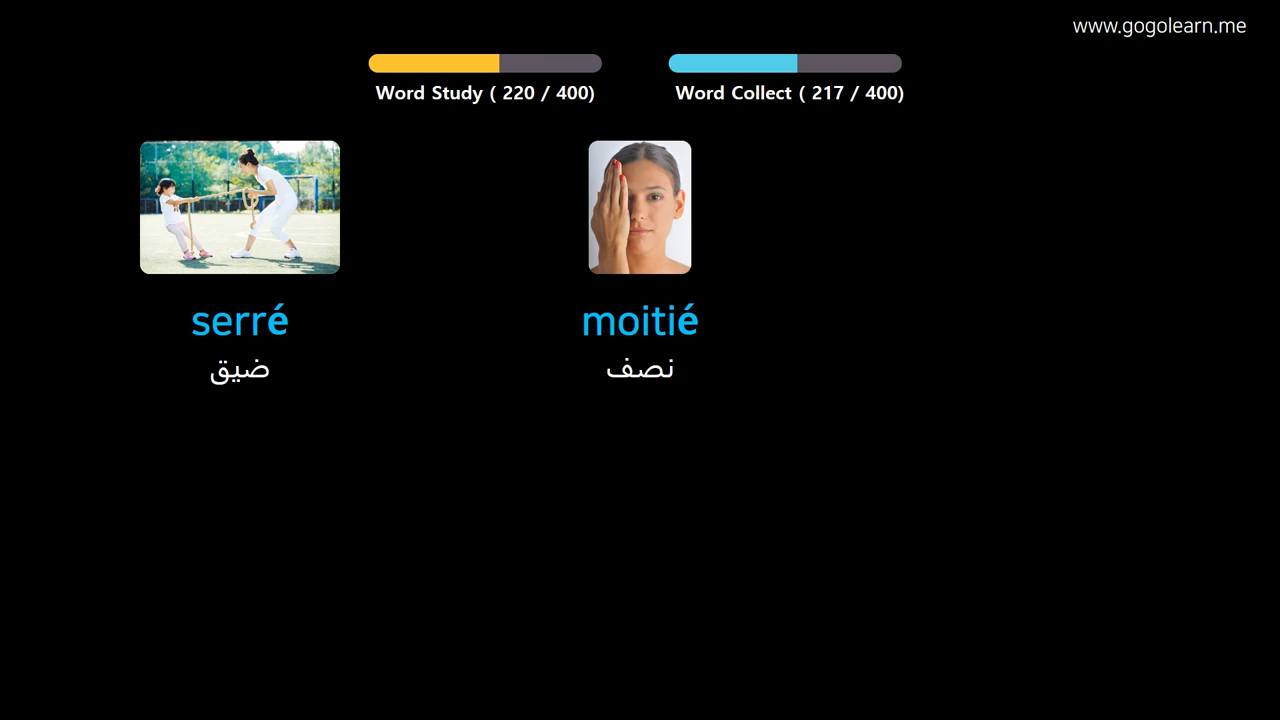 www.gogolearn.me
Word Study ( 220 / 400)
Word Collect ( 217 / 400)
serré
ضيق
moitié
نصف